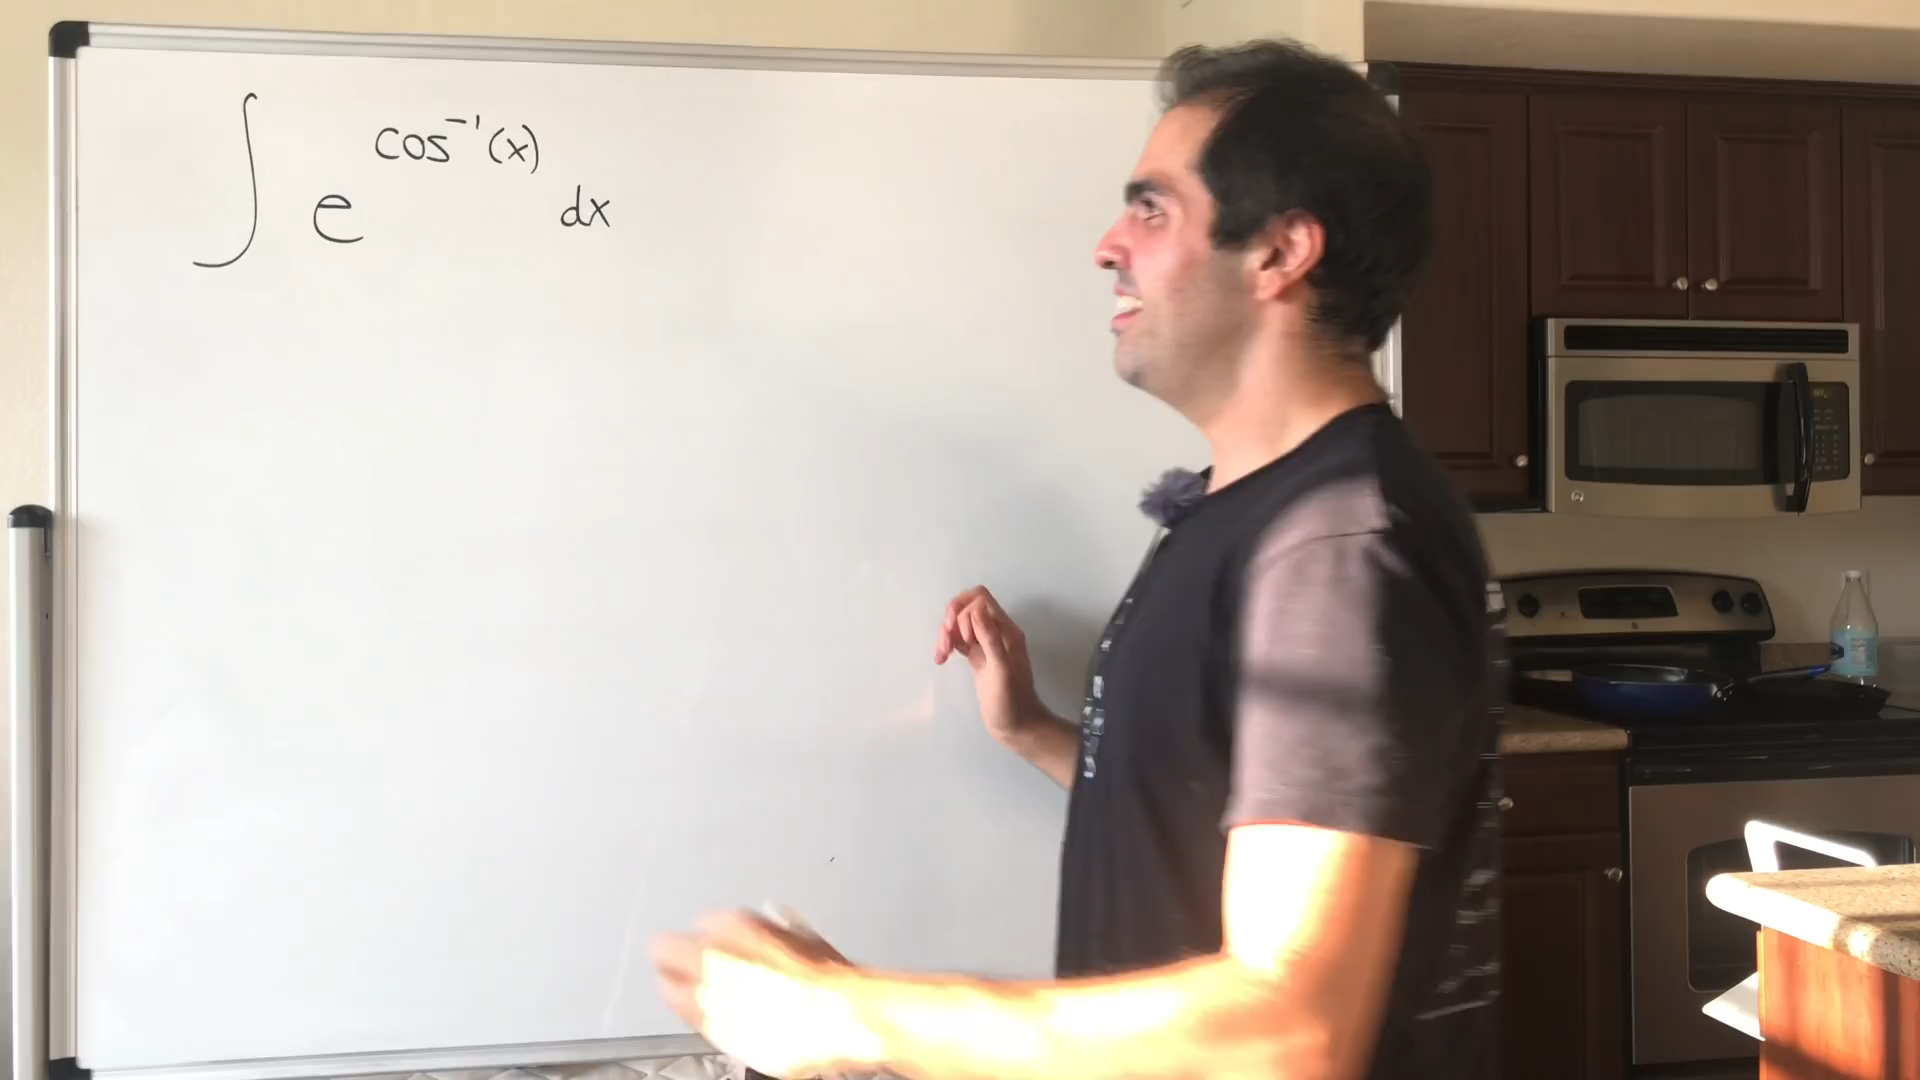 ∫ e^{cos⁻¹(x)} dx